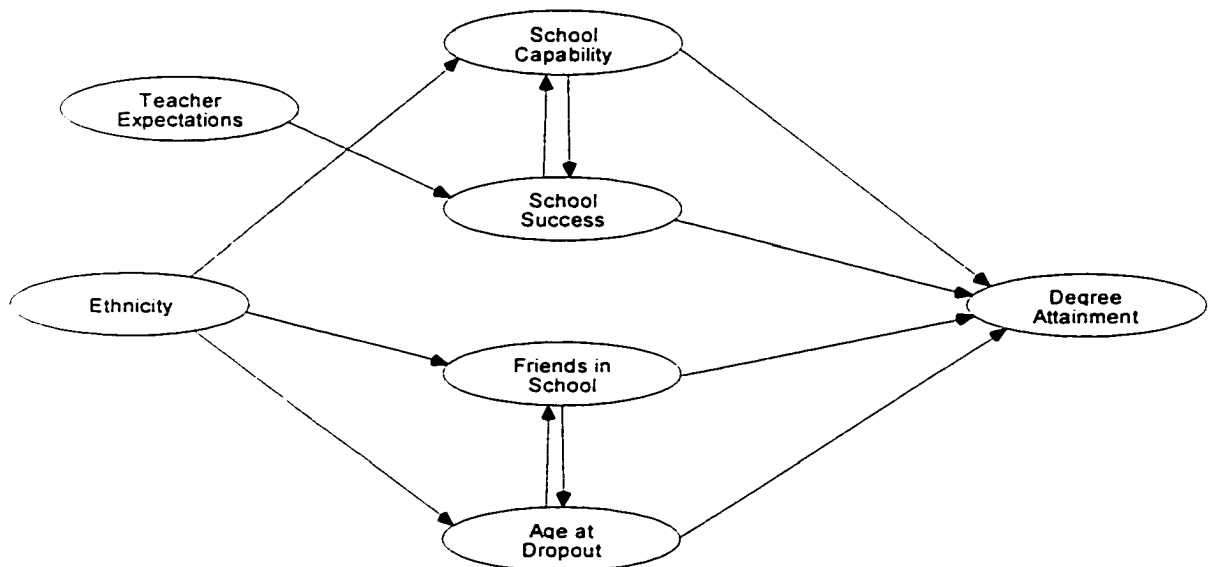 School
Capability
Teacher
Expectations
School
Success
Ethnicity
Degree
Attainment
Friends in
School
Age at
Dropout